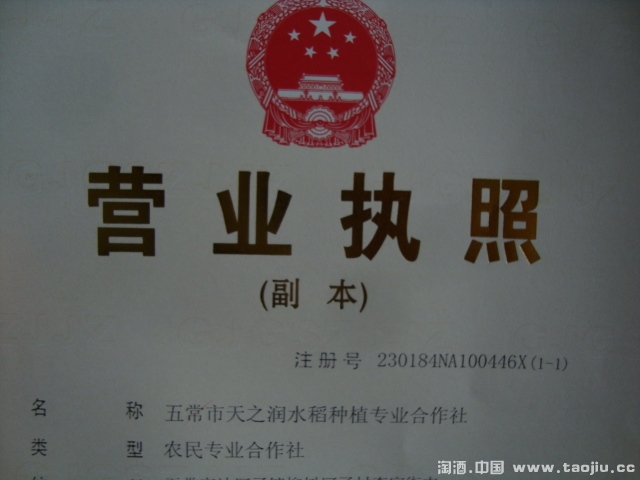 营业执照
(副 本)
注册号 230184NA100446X(1-1)
名 称 五常市天之润水稻种植专业合作社
类 型 农民专业合作社
淘酒.中国 www.taojiu.cc